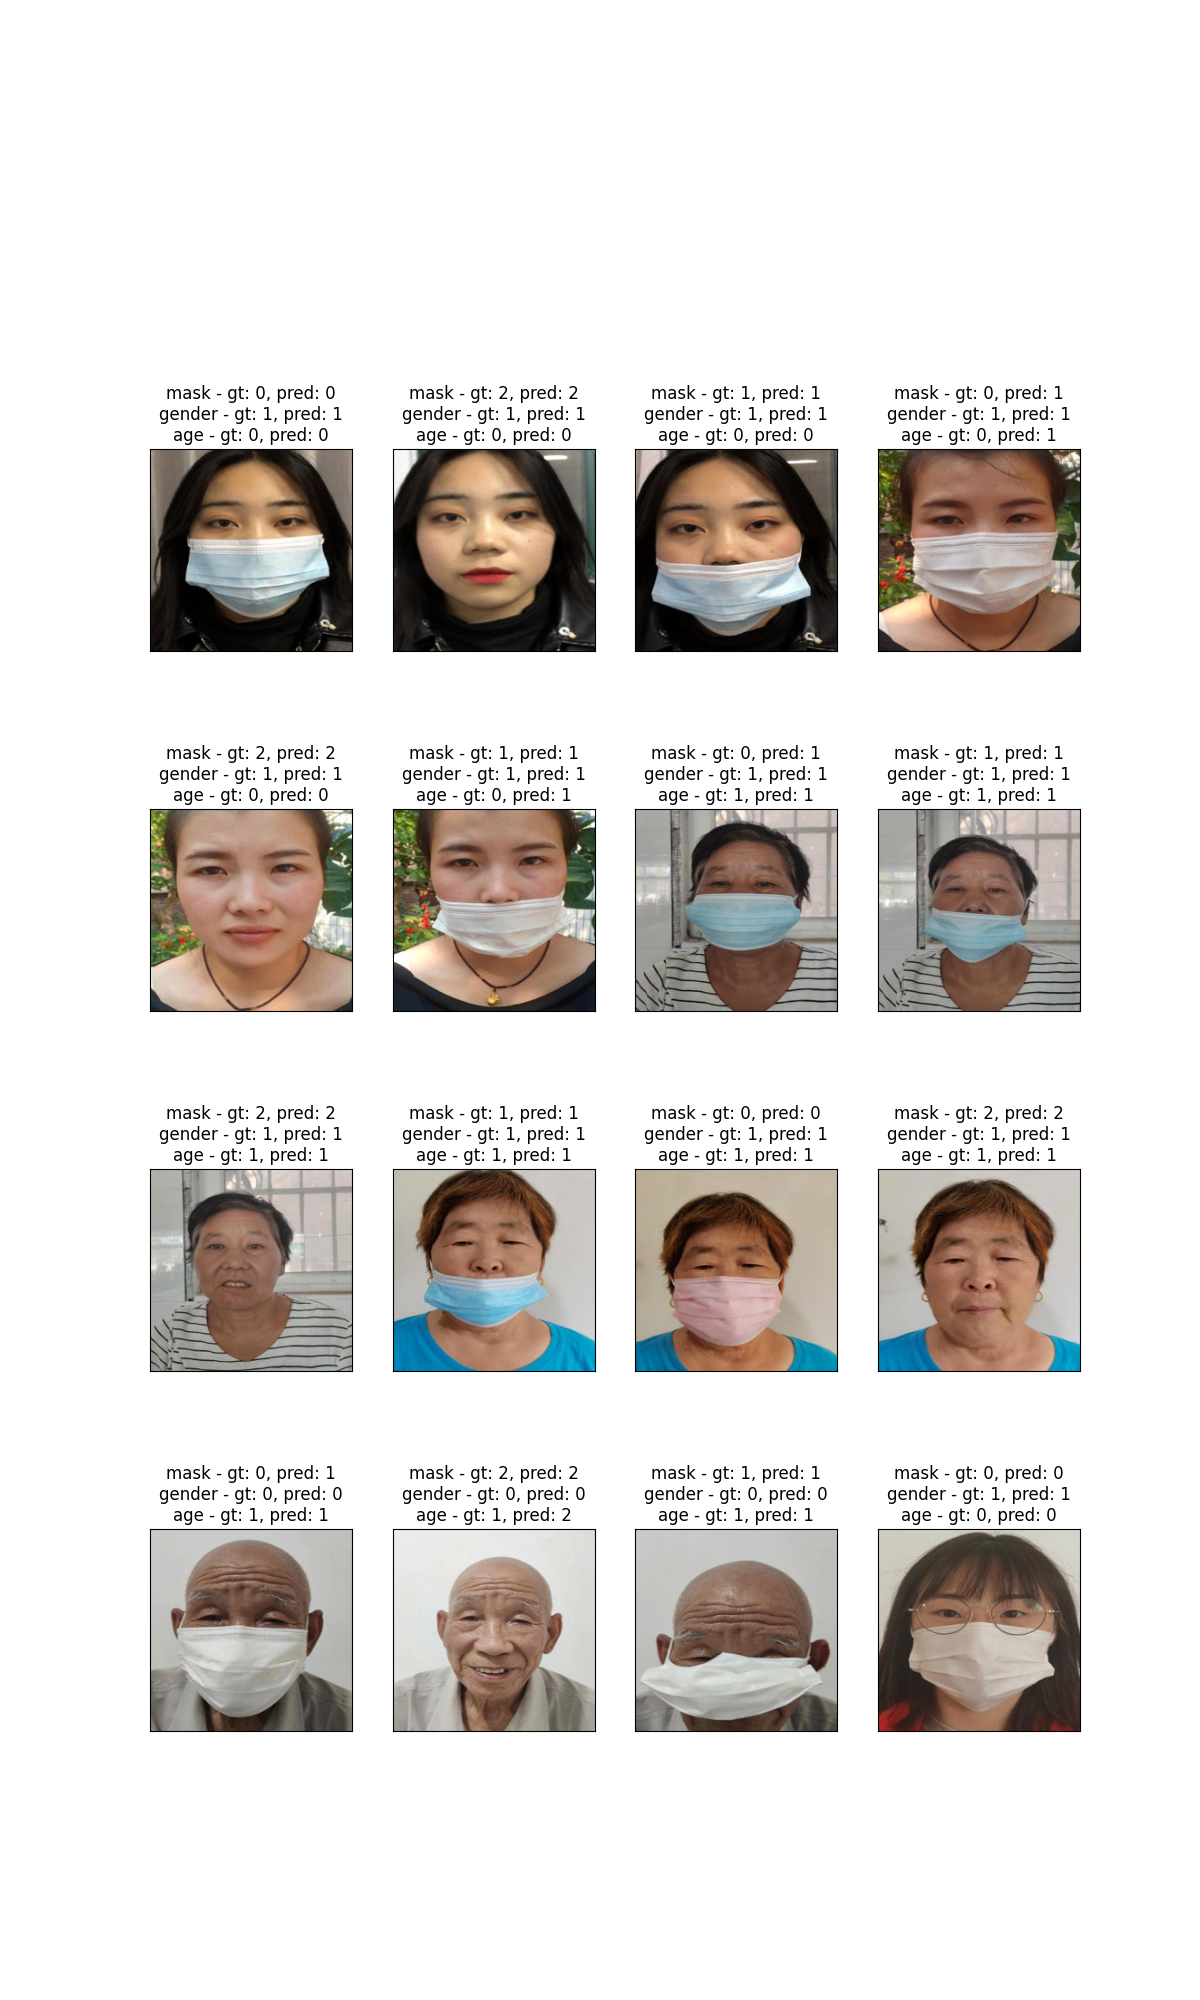 mask - gt: 0, pred: 0
gender - gt: 1, pred: 1
age - gt: 0, pred: 0
mask - gt: 2, pred: 2
gender - gt: 1, pred: 1
age - gt: 0, pred: 0
mask - gt: 1, pred: 1
gender - gt: 1, pred: 1
age - gt: 0, pred: 0
mask - gt: 0, pred: 1
gender - gt: 1, pred: 1
age - gt: 0, pred: 1
mask - gt: 2, pred: 2
gender - gt: 1, pred: 1
age - gt: 0, pred: 0
mask - gt: 1, pred: 1
gender - gt: 1, pred: 1
age - gt: 0, pred: 1
mask - gt: 0, pred: 1
gender - gt: 1, pred: 1
age - gt: 1, pred: 1
mask - gt: 1, pred: 1
gender - gt: 1, pred: 1
age - gt: 1, pred: 1
mask - gt: 2, pred: 2
gender - gt: 1, pred: 1
age - gt: 1, pred: 1
mask - gt: 1, pred: 1
gender - gt: 1, pred: 1
age - gt: 1, pred: 1
mask - gt: 0, pred: 0
gender - gt: 1, pred: 1
age - gt: 1, pred: 1
mask - gt: 2, pred: 2
gender - gt: 1, pred: 1
age - gt: 1, pred: 1
mask - gt: 0, pred: 1
gender - gt: 0, pred: 0
age - gt: 1, pred: 1
mask - gt: 2, pred: 2
gender - gt: 0, pred: 0
age - gt: 1, pred: 2
mask - gt: 1, pred: 1
gender - gt: 0, pred: 0
age - gt: 1, pred: 1
mask - gt: 0, pred: 0
gender - gt: 1, pred: 1
age - gt: 0, pred: 0